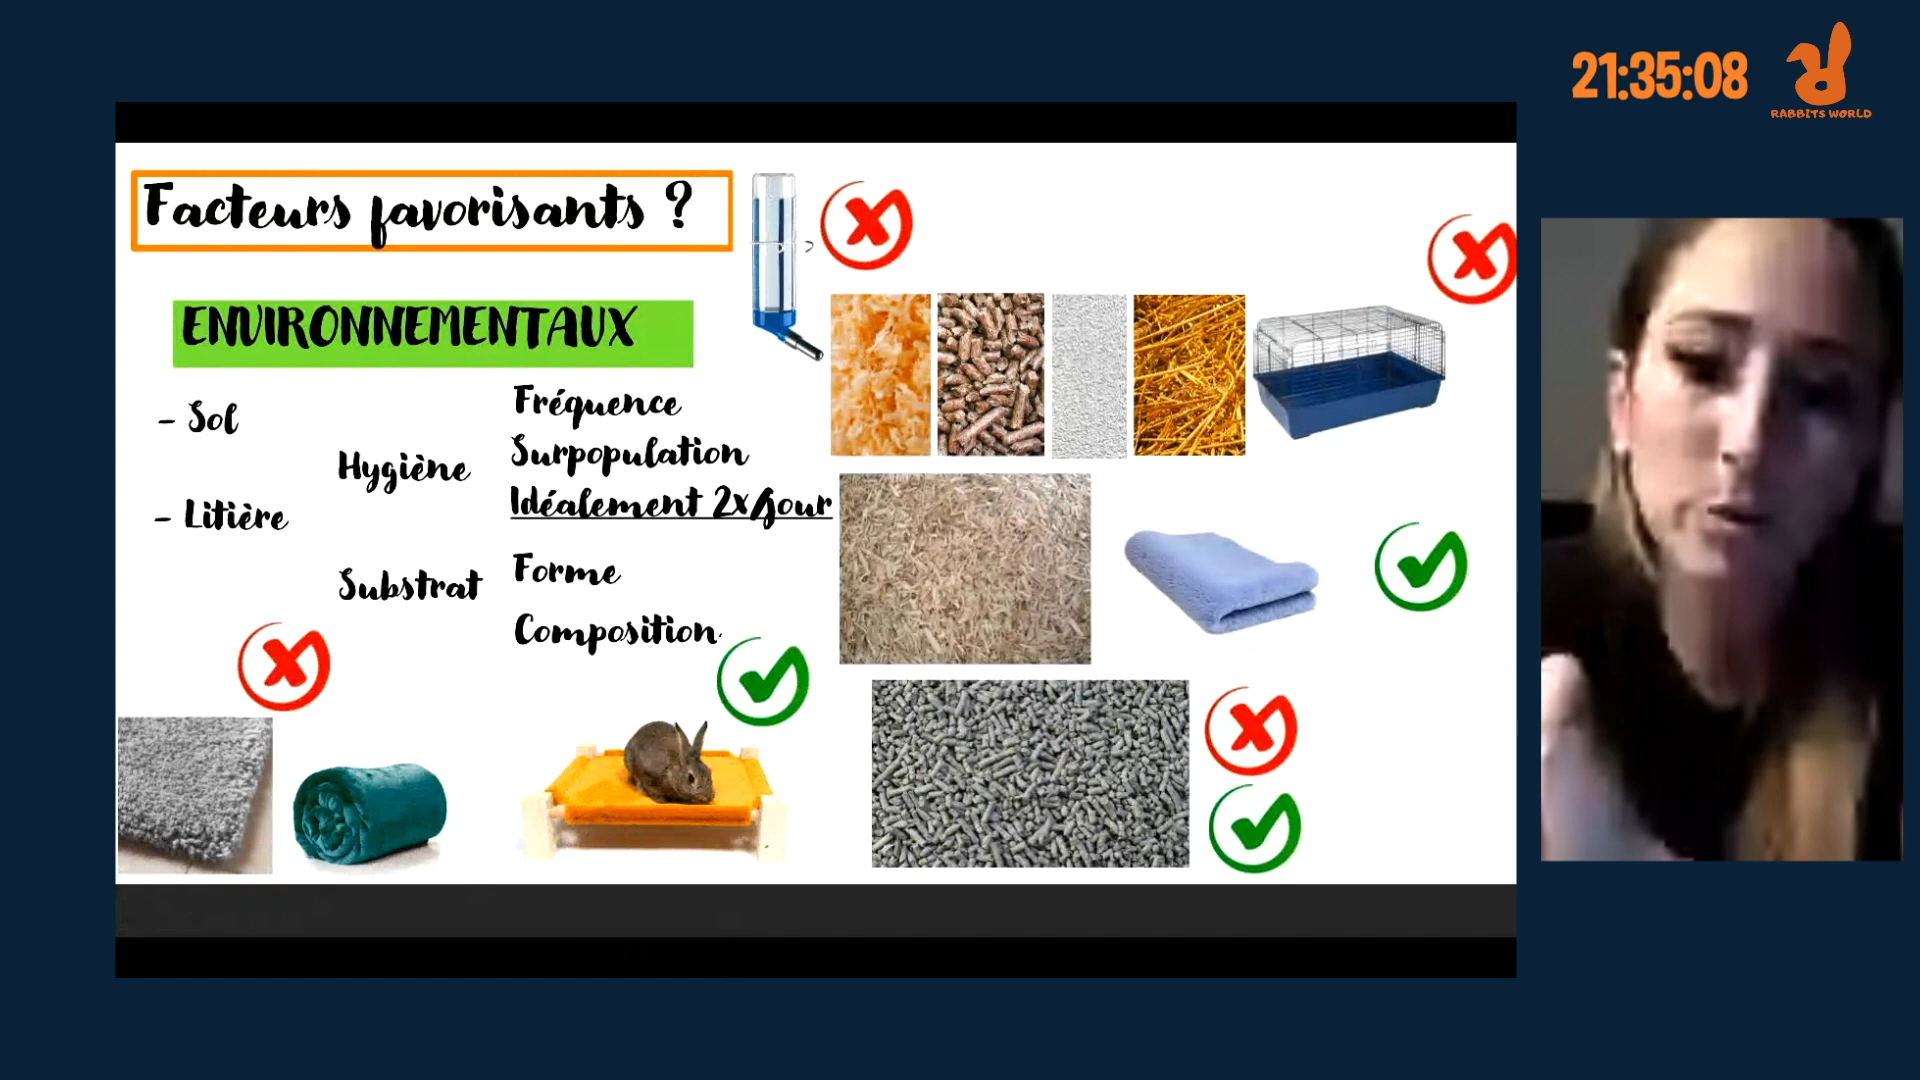 21:35:08
RABBITS WORLD
Facteurs favorisants ?
ENVIRONNEMENTAUX
- Sol
- Litière
Hygiène
Fréquence
Surpopulation
Idéalement 2x/jour
Substrat
Forme
Composition